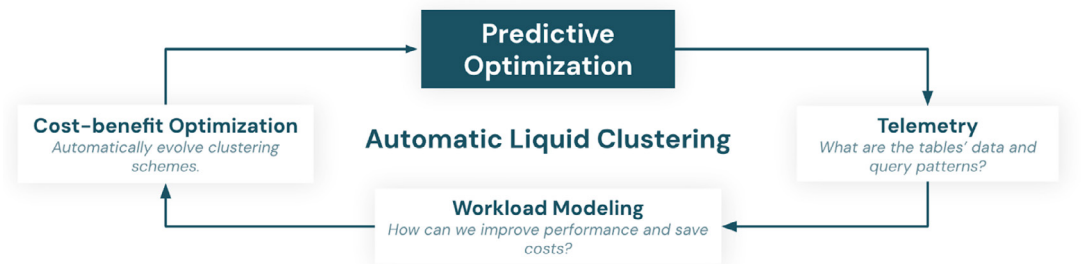 Predictive
Optimization
Cost-benefit Optimization
Automatically evolve clustering
schemes.
Automatic Liquid Clustering
Telemetry
What are the tables' data and
query patterns?
Workload Modeling
How can we improve performance and save
costs?